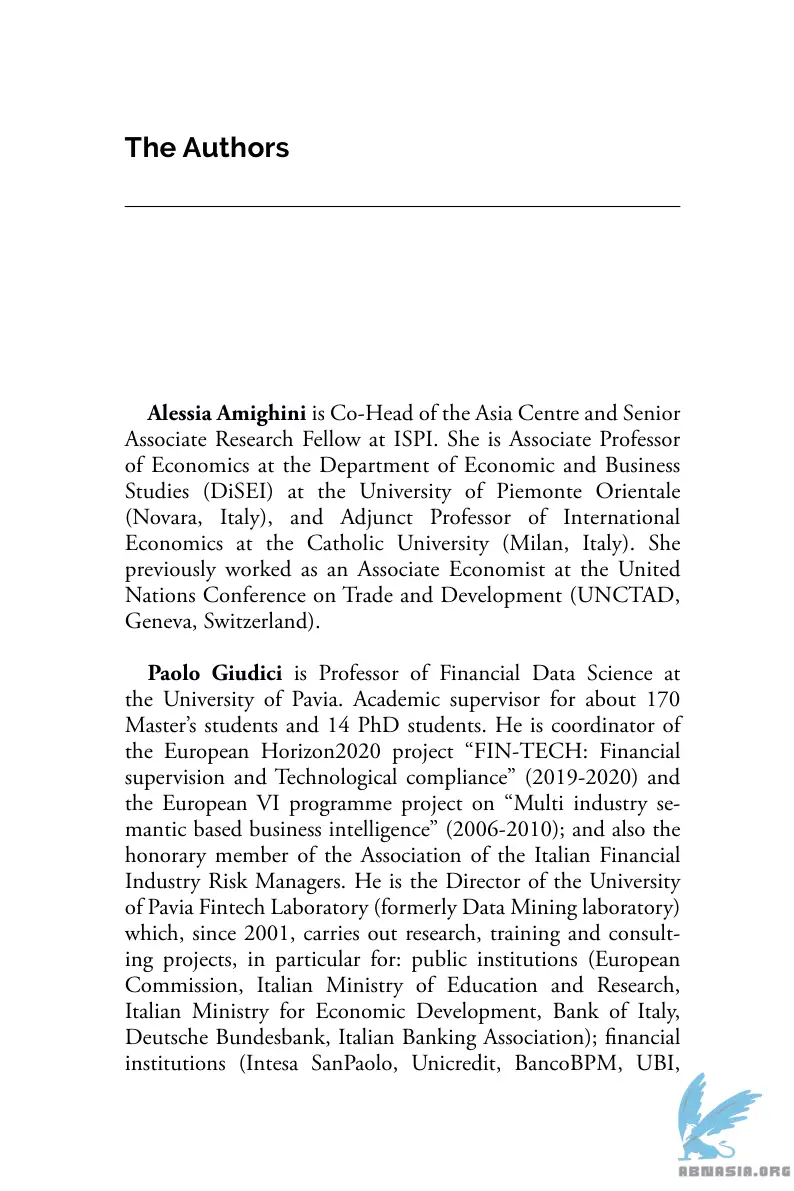 The Authors
Alessia Amighini is Co-Head of the Asia Centre and Senior
Associate Research Fellow at ISPI. She is Associate Professor
of Economics at the Department of Economic and Business
Studies (DiSEI) at the University of Piemonte Orientale
(Novara, Italy), and Adjunct Professor of International
Economics at the Catholic University (Milan, Italy). She
previously worked as an Associate Economist at the United
Nations Conference on Trade and Development (UNCTAD,
Geneva, Switzerland).
Paolo Giudici is Professor of Financial Data Science at
the University of Pavia. Academic supervisor for about 170
Master’s students and 14 PhD students. He is coordinator of
the European Horizon2020 project “FIN-TECH: Financial
supervision and Technological compliance” (2019-2020) and
the European VI programme project on “Multi industry se-
mantic based business intelligence” (2006-2010); and also the
honorary member of the Association of the Italian Financial
Industry Risk Managers. He is the Director of the University
of Pavia Fintech Laboratory (formerly Data Mining laboratory)
which, since 2001, carries out research, training and consult-
ing projects, in particular for: public institutions (European
Commission, Italian Ministry of Education and Research,
Italian Ministry for Economic Development, Bank of Italy,
Deutsche Bundesbank, Italian Banking Association); financial
institutions (Intesa SanPaolo, Unicredit, BancoBPM, UBI,
ABNASIA.ORG